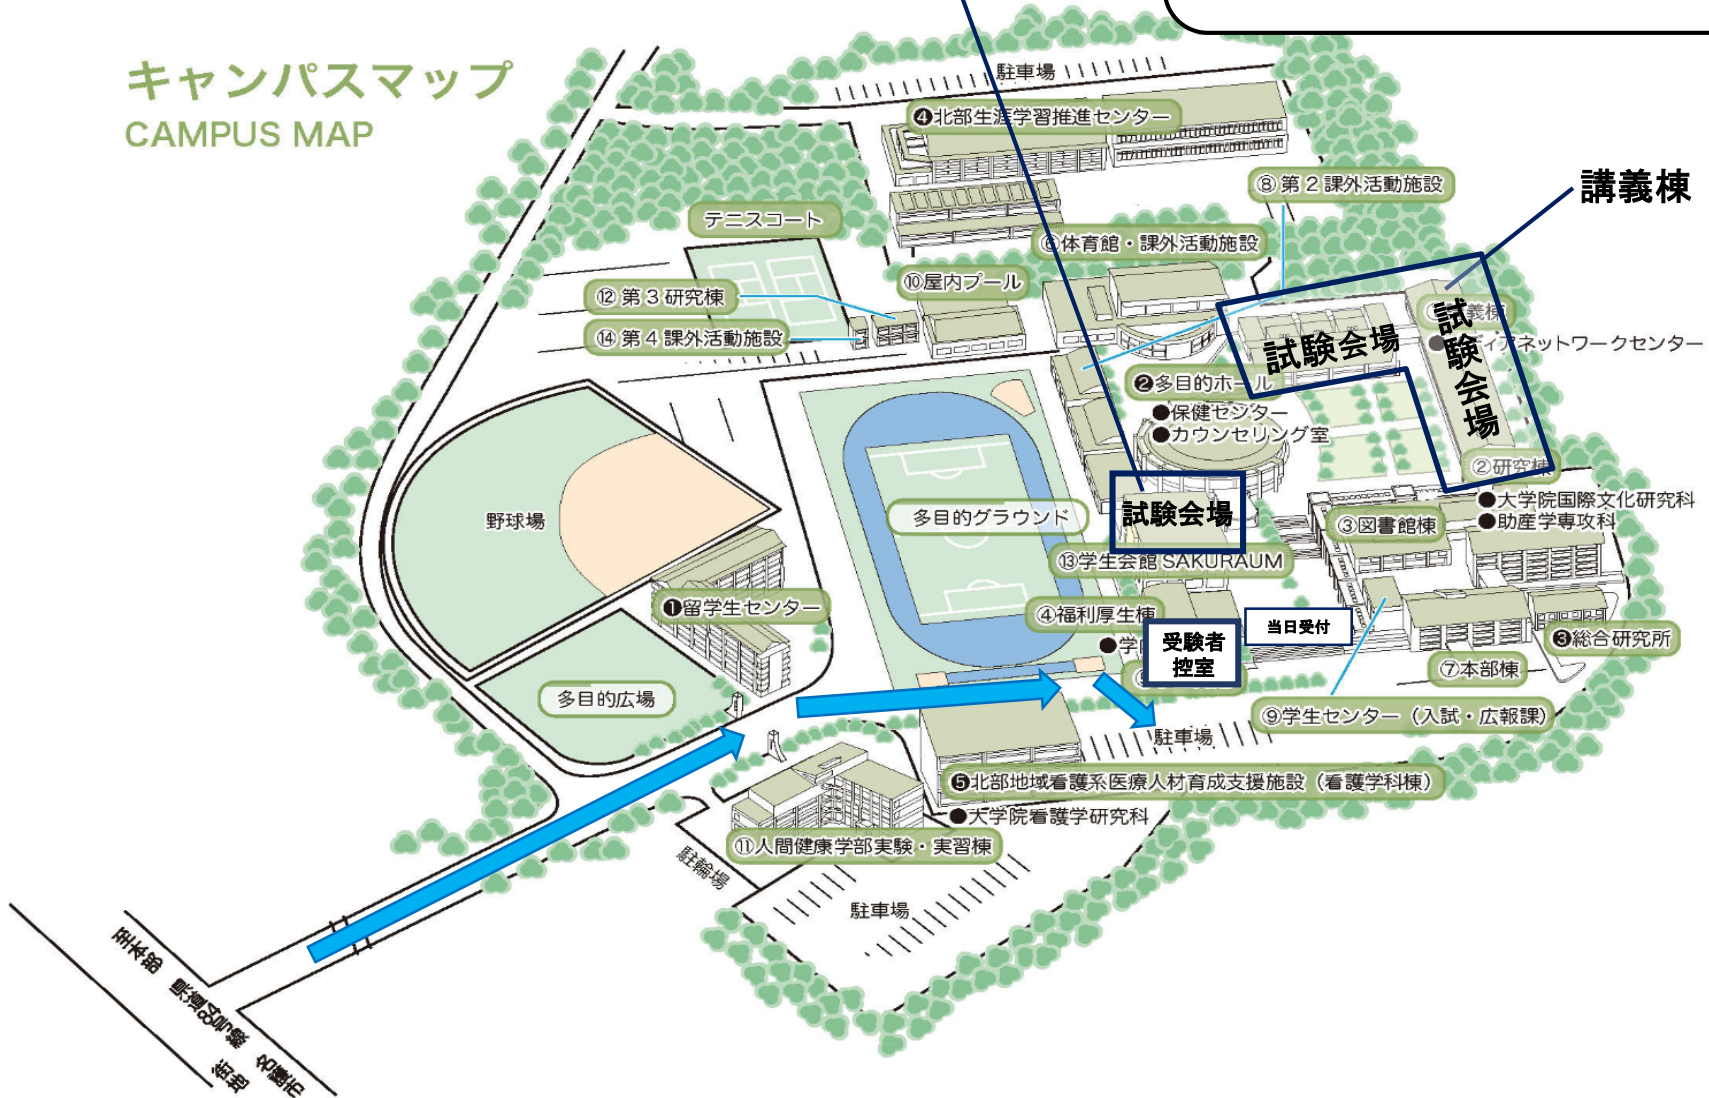 キャンパスマップ
CAMPUS MAP
駐車場
❹北部生涯学習推進センター
⑧第2課外活動施設
講義棟
テニスコート
⑥体育館・課外活動施設
⑩屋内プール
⑫第3研究棟
⑭第4課外活動施設
試験会場
試験会場
義棟
ディアネットワークセンター
❷多目的ホール
●保健センター
●カウンセリング室
②研究棟
●大学院国際文化研究科
●助産学専攻科
野球場
多目的グラウンド
試験会場
③図書館棟
⑬学生会館 SAKURAUM
❶留学生センター
④福利厚生棟
●学
受験者
控室
当日受付
❸総合研究所
⑦本部棟
多目的広場
⑨学生センター（入試・広報課）
駐車場
❺北部地域看護系医療人材育成支援施設（看護学科棟）
●大学院看護学研究科
⑪人間健康学部実験・実習棟
駐輪場
駐車場
至本部 県道84号線 名護市
街地